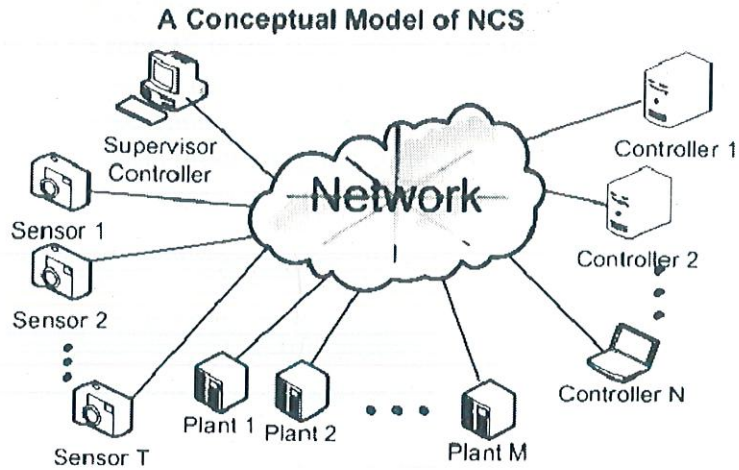 A Conceptual Model of NCS
Supervisor
Controller
Controller 1
Network
Sensor 1
Controller 2
Sensor 2
Controller N
Plant 1
Plant 2
Plant M
Sensor T